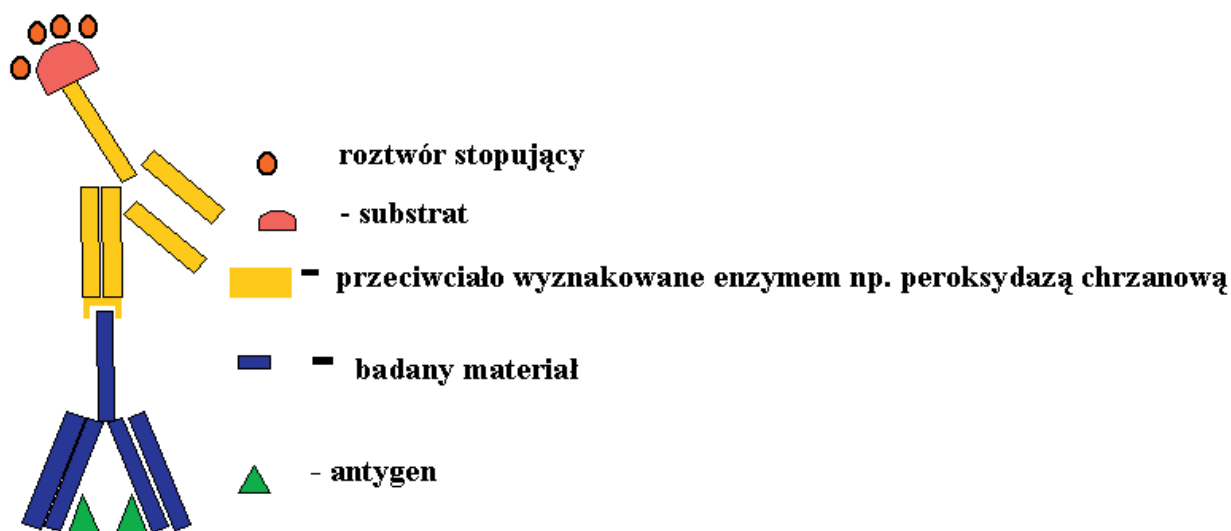 roztwór stopujący
- substrat
- przeciwciało wyznakowane enzymem np. peroksydazą chrzanową
- badany materiał
- antygen